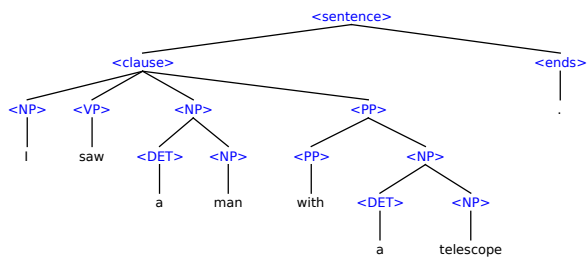 <sentence>
<clause> <ends>
<NP> <VP> <NP> <PP> .
I saw <DET> <NP> <PP> <NP>
a man with <DET> <NP>
a telescope